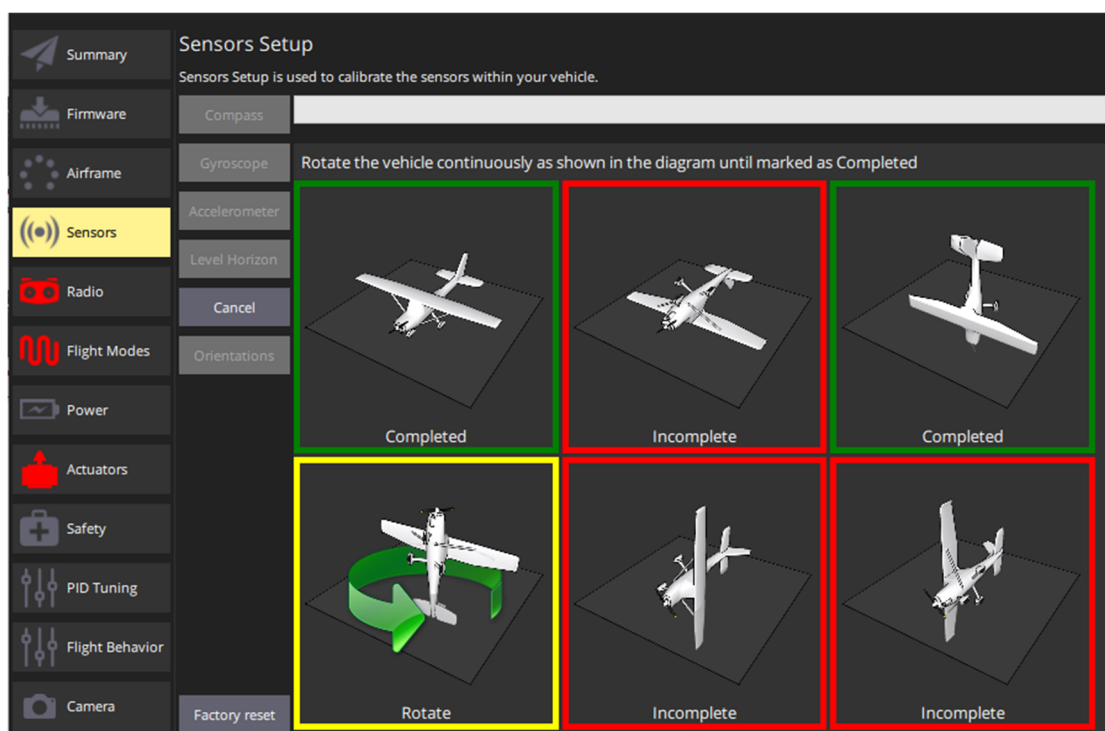 Sensors Setup
Sensors Setup is used to calibrate the sensors within your vehicle.
Summary
Firmware
Airframe
Sensors
Radio
Flight Modes
Power
Actuators
Safety
PID Tuning
Flight Behavior
Camera
Compass
Gyroscope
Accelerometer
Level Horizon
Cancel
Orientations
Factory reset
Rotate the vehicle continuously as shown in the diagram until marked as Completed
Completed
Incomplete
Completed
Rotate
Incomplete
Incomplete